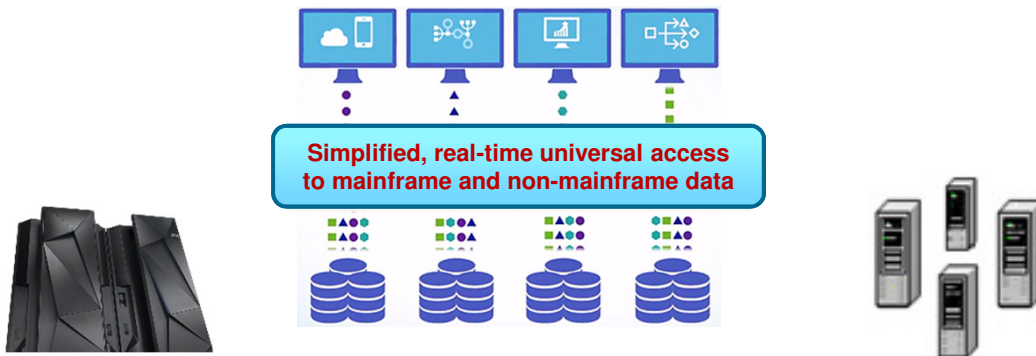 Simplified, real-time universal access
to mainframe and non-mainframe data